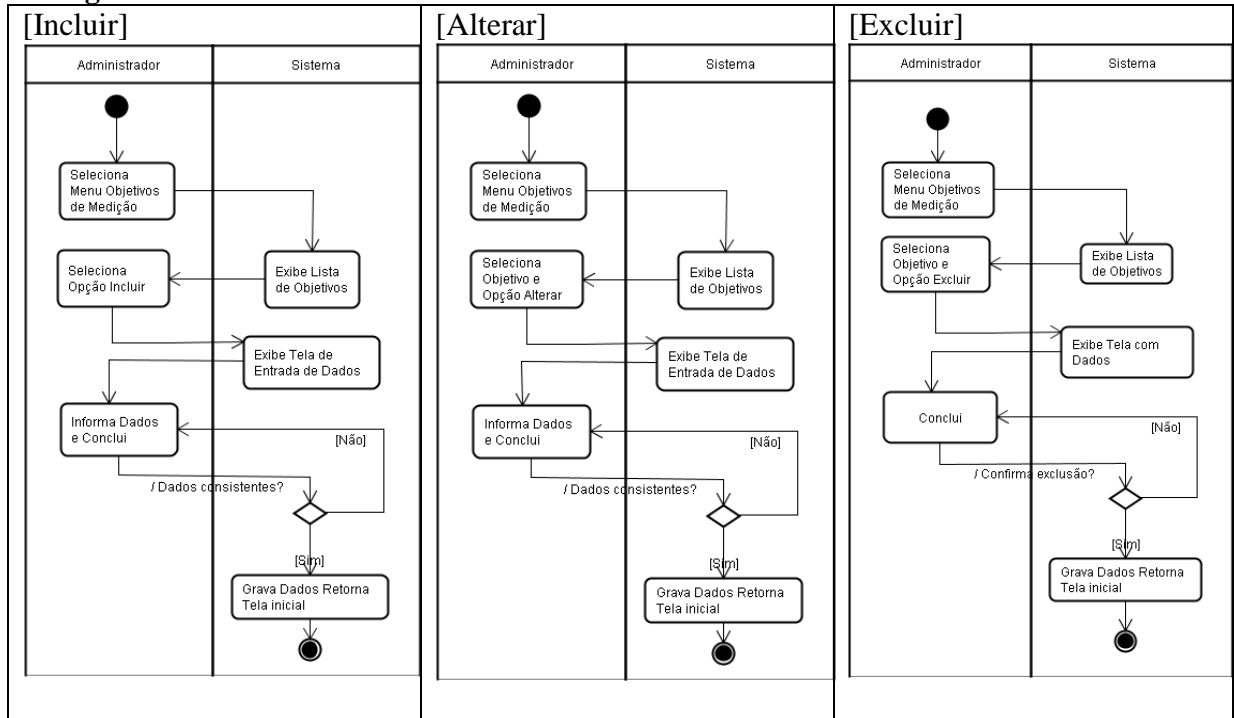 [Incluir]
Administrador
Sistema
Seleciona
Menu Objetivos
de Medição
Seleciona
Opção Incluir
Exibe Lista
de Objetivos
Exibe Tela de
Entrada de Dados
Informa Dados
e Conclui
[Não]
/ Dados consistentes?
[Sim]
Grava Dados Retorna
Tela inicial
[Alterar]
Administrador
Sistema
Seleciona
Menu Objetivos
de Medição
Seleciona
Objetivo e
Opção Alterar
Exibe Lista
de Objetivos
Exibe Tela de
Entrada de Dados
Informa Dados
e Conclui
[Não]
/ Dados consistentes?
[Sim]
Grava Dados Retorna
Tela inicial
[Excluir]
Administrador
Sistema
Seleciona
Menu Objetivos
de Medição
Seleciona
Objetivo e
Opção Excluir
Exibe Lista
de Objetivos
Exibe Tela com
Dados
Conclui
[Não]
/ Confirma exclusão?
[Sim]
Grava Dados Retorna
Tela inicial